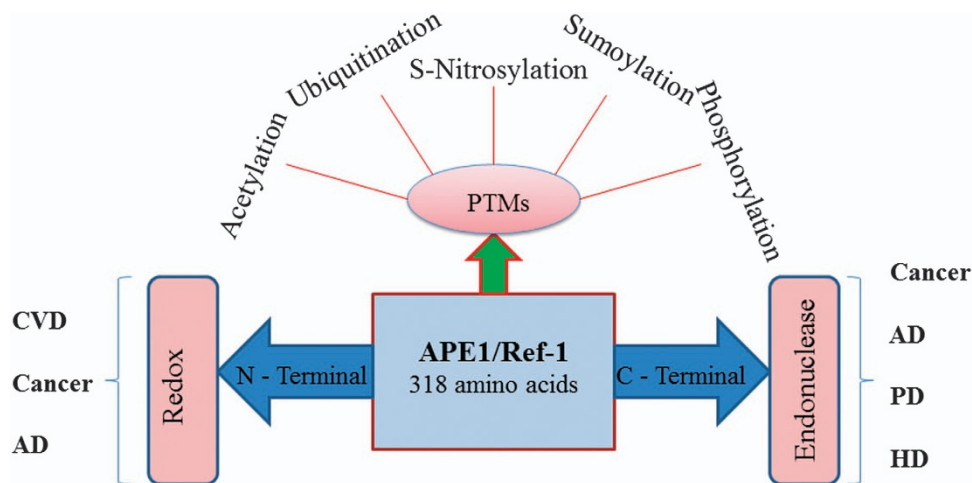 Acetylation
Ubiquitination
S-Nitrosylation
Sumoylation
Phosphorylation
PTMs
CVD
Cancer
AD
Redox
N - Terminal
APE1/Ref-1
318 amino acids
C - Terminal
Endonuclease
Cancer
AD
PD
HD